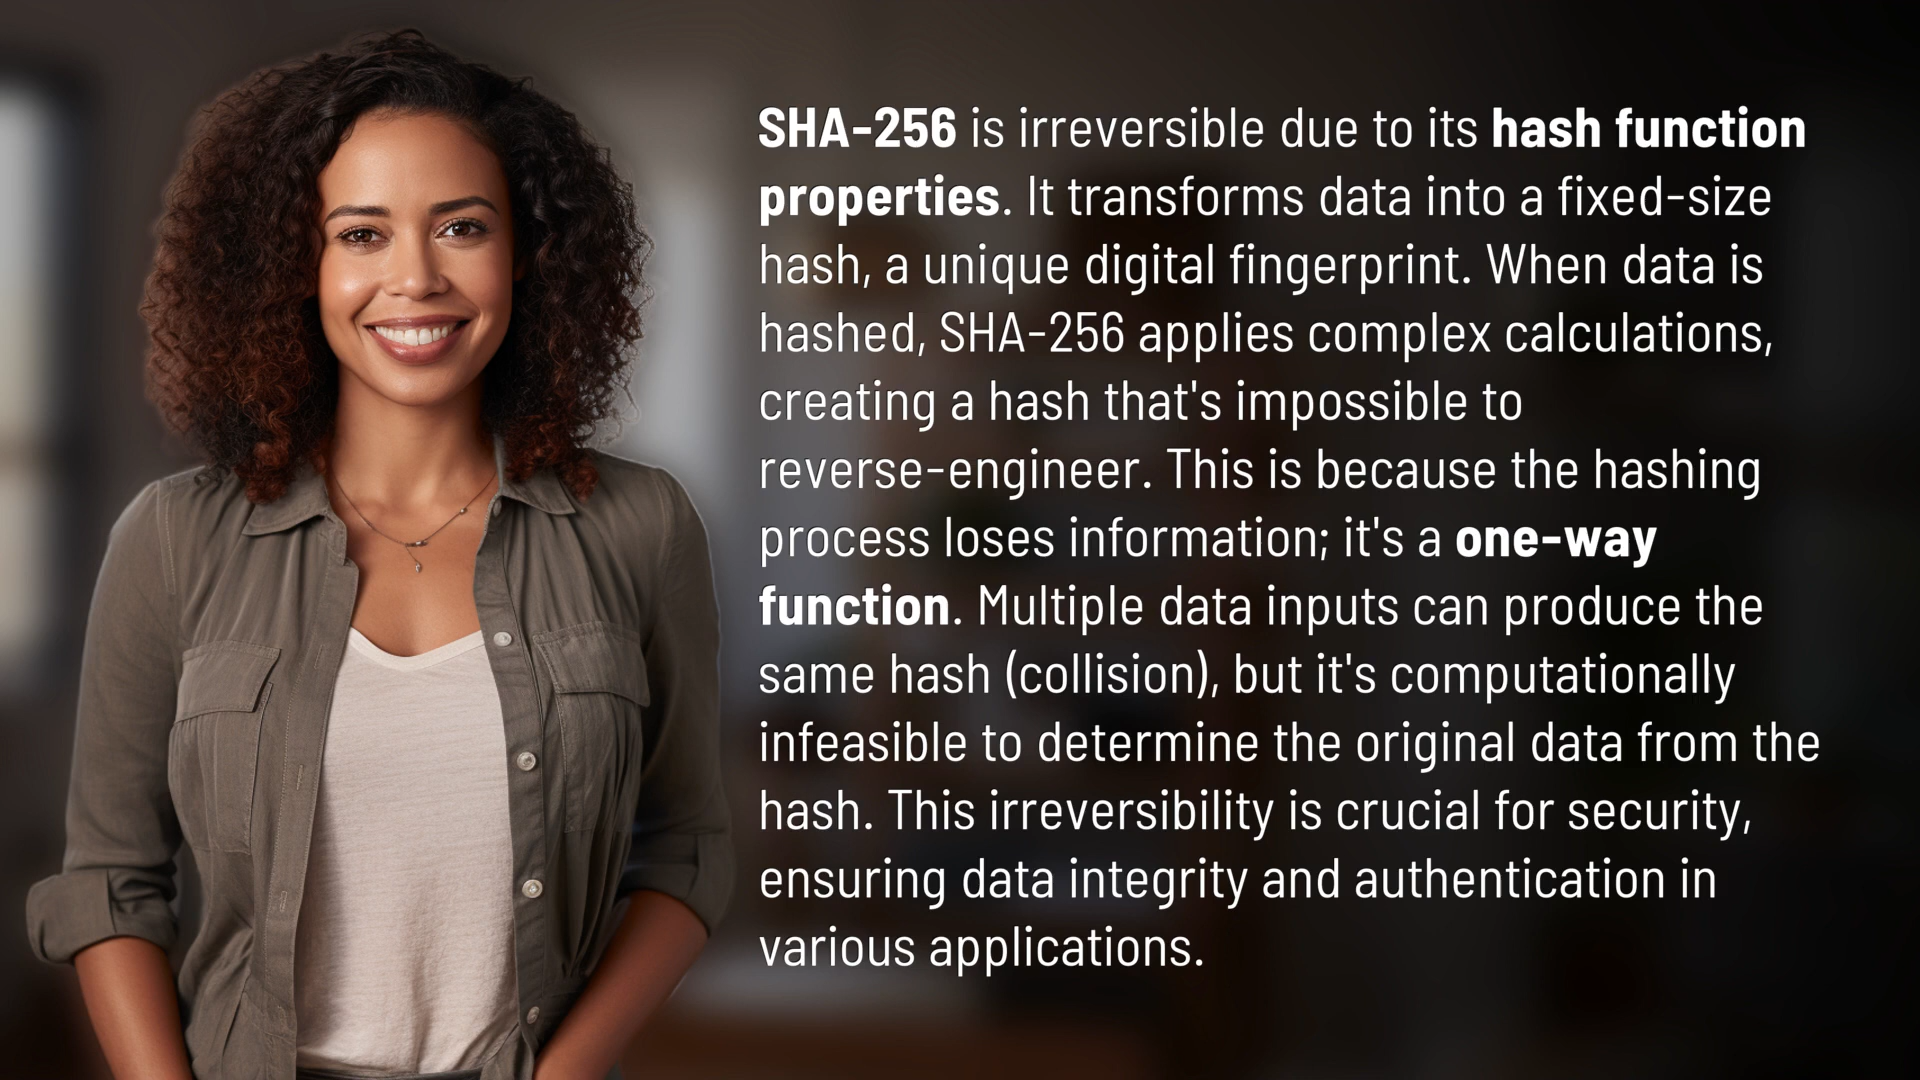 SHA-256 is irreversible due to its hash function
properties. It transforms data into a fixed-size
hash, a unique digital fingerprint. When data is
hashed, SHA-256 applies complex calculations,
creating a hash that's impossible to
reverse-engineer. This is because the hashing
process loses information; it's a one-way
function. Multiple data inputs can produce the
same hash (collision), but it's computationally
infeasible to determine the original data from the
hash. This irreversibility is crucial for security,
ensuring data integrity and authentication in
various applications.